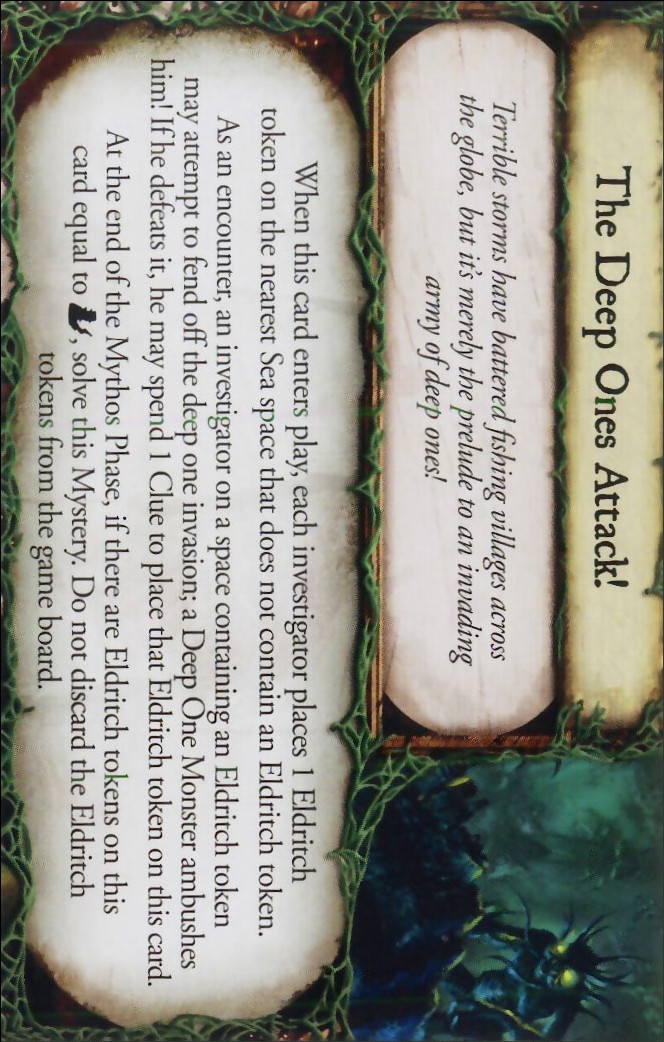 The Deep Ones Attack!
Terrible storms have battered fishing villages across
the globe, but it's merely the prelude to an invading
army of deep ones!
When this card enters play, each investigator places 1 Eldritch
token on the nearest Sea space that does not contain an Eldritch token.
As an encounter, an investigator on a space containing an Eldritch token
may attempt to fend off the deep one invasion; a Deep One Monster ambushes
him! If he defeats it, he may spend 1 Clue to place that Eldritch token on this card.
At the end of the Mythos Phase, if there are Eldritch tokens on this
card equal to , solve this Mystery. Do not discard the Eldritch
tokens from the game board.